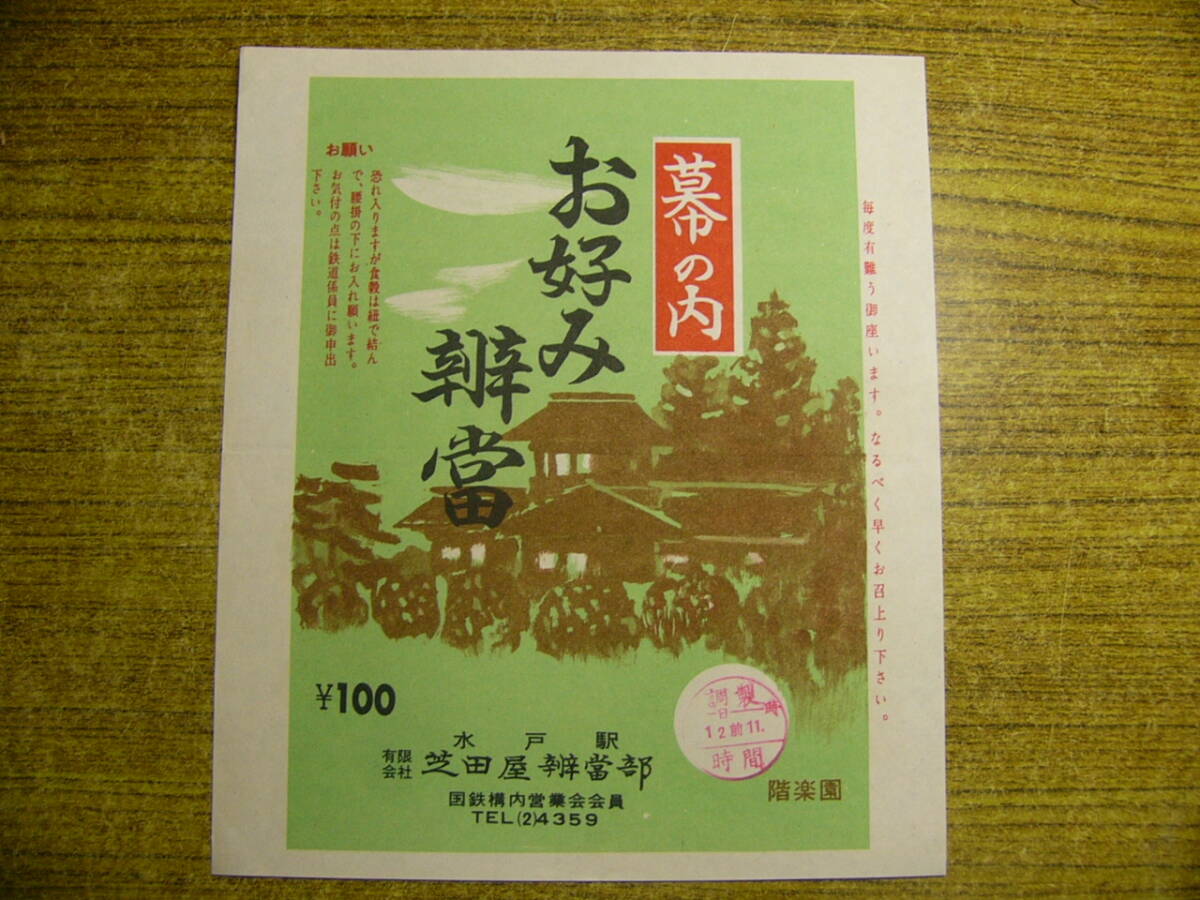 毎度有難う御座います。なるべく早くお召上り下さい。
幕の内
お好み
辨當
お願い
恐れ入りますが食殻は紐で結ん
で、腰掛の下にお入れ願います。
お気付の点は鉄道係員に御申出
下さい。
¥100
水戸駅
有限
会社
芝田屋辨當部
国鉄構内営業会会員
TEL(2)4359
調製
日 時
12前11.
時間
階楽園